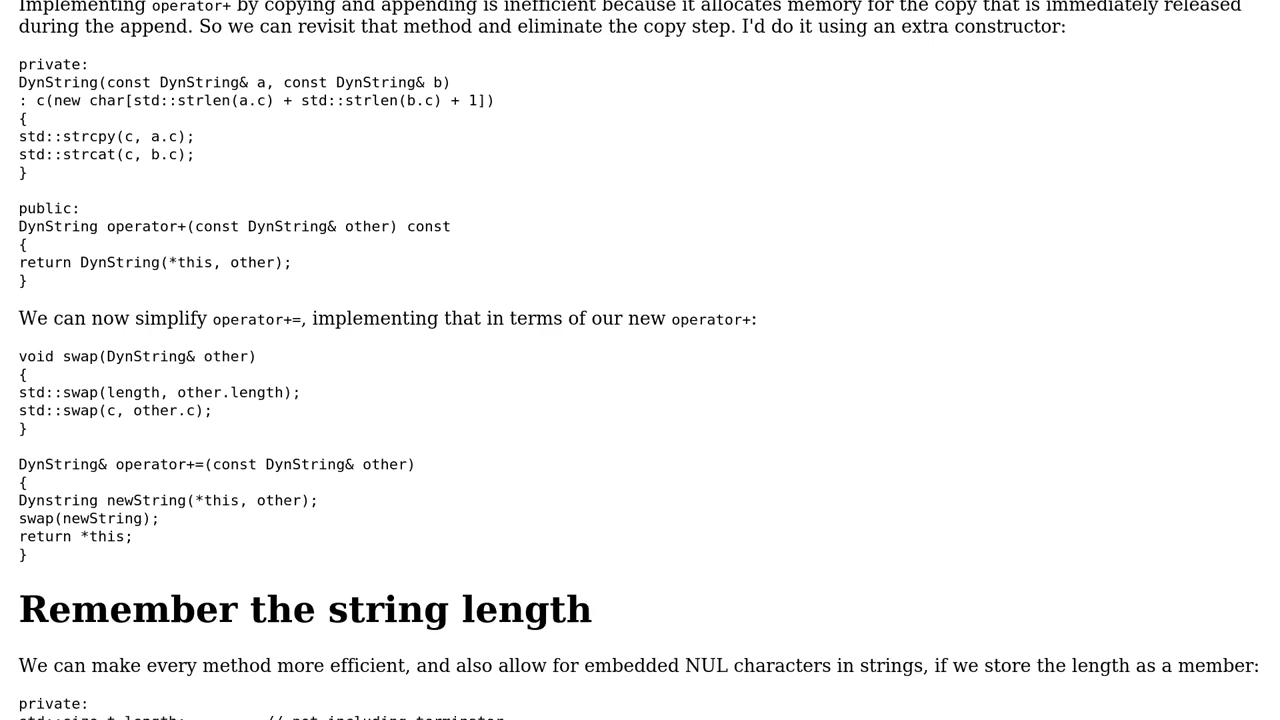 Implementing operator+ by copying and appending is inefficient because it allocates memory for the copy that is immediately released
during the append. So we can revisit that method and eliminate the copy step. I'd do it using an extra constructor:
private:
DynString(const DynString& a, const DynString& b)
: c(new char[std::strlen(a.c) + std::strlen(b.c) + 1])
{
std::strcpy(c, a.c);
std::strcat(c, b.c);
}
public:
DynString operator+(const DynString& other) const
{
return DynString(*this, other);
}
We can now simplify operator+=, implementing that in terms of our new operator+:
void swap(DynString& other)
{
std::swap(length, other.length);
std::swap(c, other.c);
}
DynString& operator+=(const DynString& other)
{
Dynstring newString(*this, other);
swap(newString);
return *this;
}
Remember the string length
We can make every method more efficient, and also allow for embedded NUL characters in strings, if we store the length as a member:
private:
std::size_t length; // not including terminator